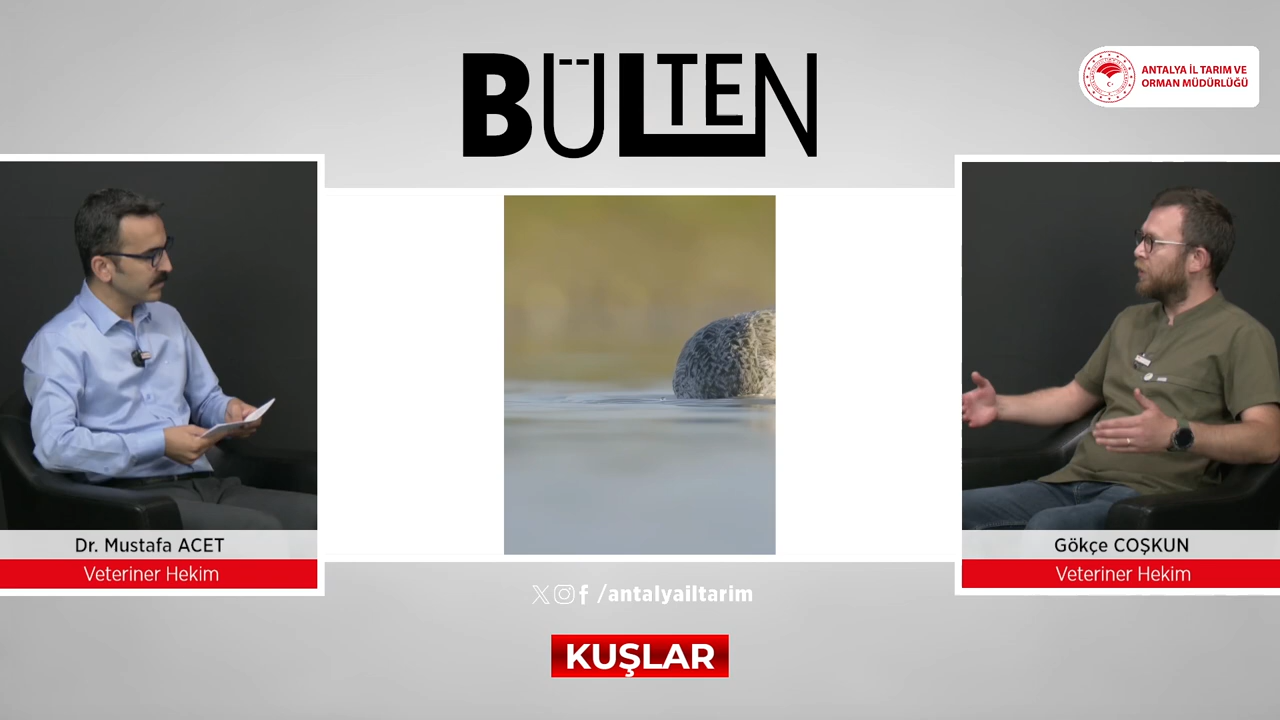 BÜLTEN
ANTALYA İL TARIM VE
ORMAN MÜDÜRLÜĞÜ
Dr. Mustafa ACET
Veteriner Hekim
Gökçe COŞKUN
Veteriner Hekim
/antalyailtarim
KUŞLAR